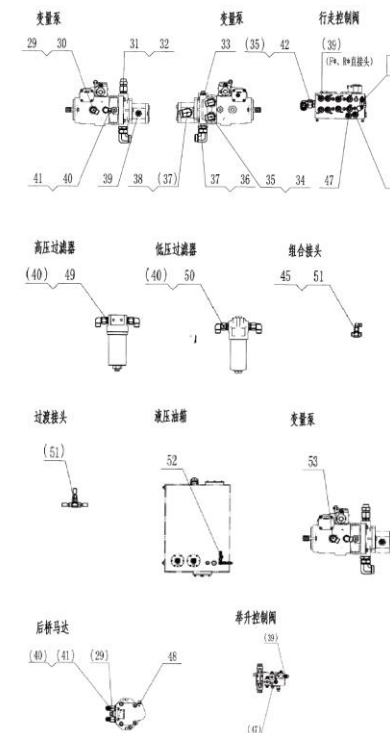 变量泵 变量泵 行走控制阀
29 30 31 32 33 (35) 42 (39)
(P*、R*直接头)
41 40 39 38 (37) 37 36 35 34 47
高压过滤器 低压过滤器 组合接头
(40) 49 (40) 50 45 51
过渡接头 液压油箱 变量泵
(51) 52 53
后桥马达 举升控制阀
(40) (41) (29) 48 (39)
(47)